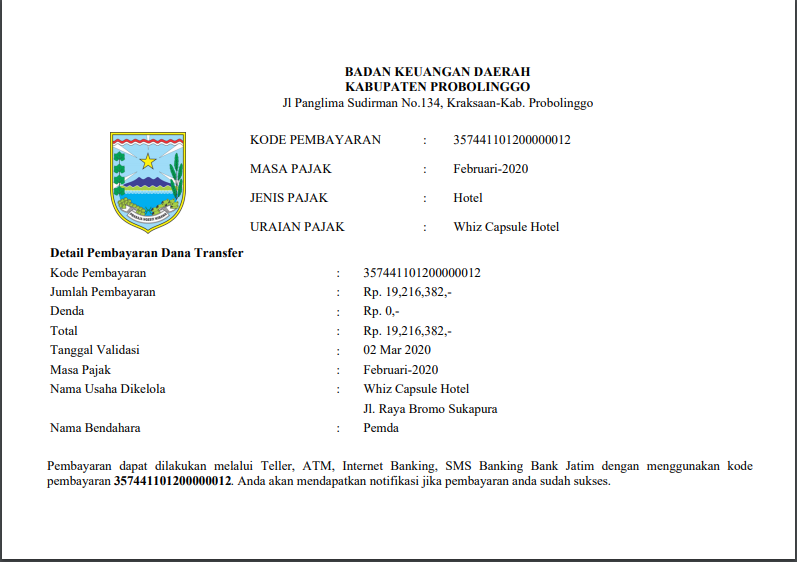 BADAN KEUANGAN DAERAH
KABUPATEN PROBOLINGGO
Jl Panglima Sudirman No.134, Kraksaan-Kab. Probolinggo
KODE PEMBAYARAN : 357441101200000012
MASA PAJAK : Februari-2020
JENIS PAJAK : Hotel
URAIAN PAJAK : Whiz Capsule Hotel
Detail Pembayaran Dana Transfer
Kode Pembayaran : 357441101200000012
Jumlah Pembayaran : Rp. 19,216,382,-
Denda : Rp. 0,-
Total : Rp. 19,216,382,-
Tanggal Validasi : 02 Mar 2020
Masa Pajak : Februari-2020
Nama Usaha Dikelola : Whiz Capsule Hotel
Jl. Raya Bromo Sukapura
Nama Bendahara : Pemda
Pembayaran dapat dilakukan melalui Teller, ATM, Internet Banking, SMS Banking Bank Jatim dengan menggunakan kode
pembayaran 357441101200000012. Anda akan mendapatkan notifikasi jika pembayaran anda sudah sukses.